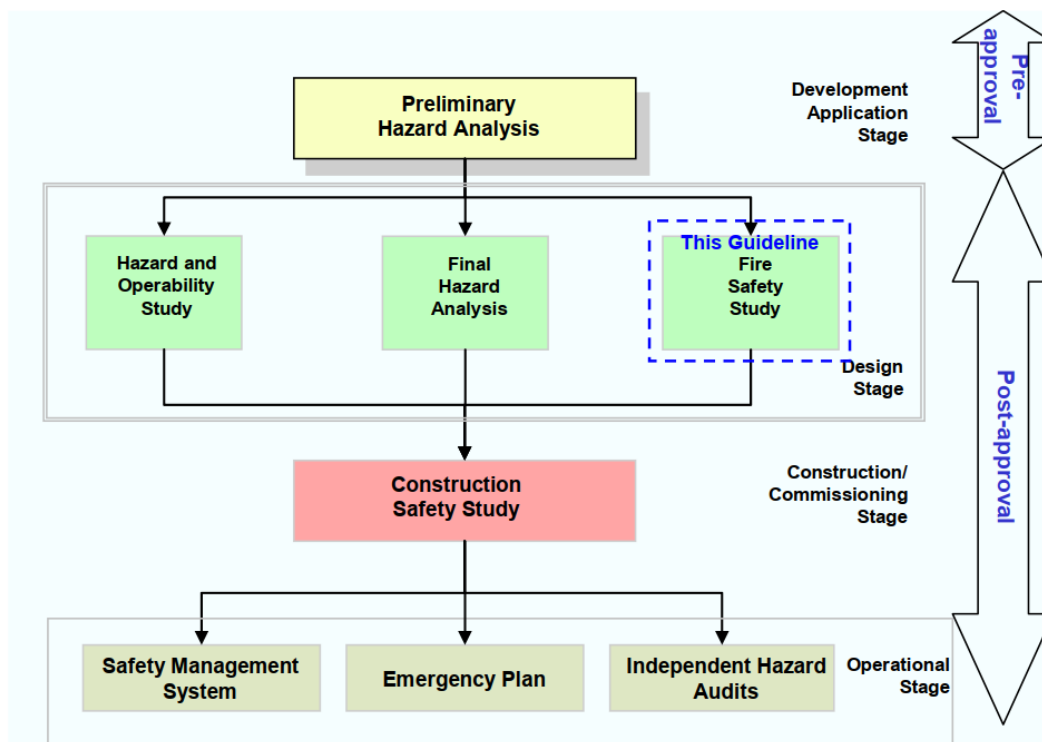 Pre-
approval
Development
Application
Stage
Preliminary
Hazard Analysis
This Guideline
Hazard and
Operability
Study
Final
Hazard
Analysis
Fire
Safety
Study
Design
Stage
Post-approval
Construction
Safety Study
Construction/
Commissioning
Stage
Safety Management
System
Emergency Plan
Independent Hazard
Audits
Operational
Stage